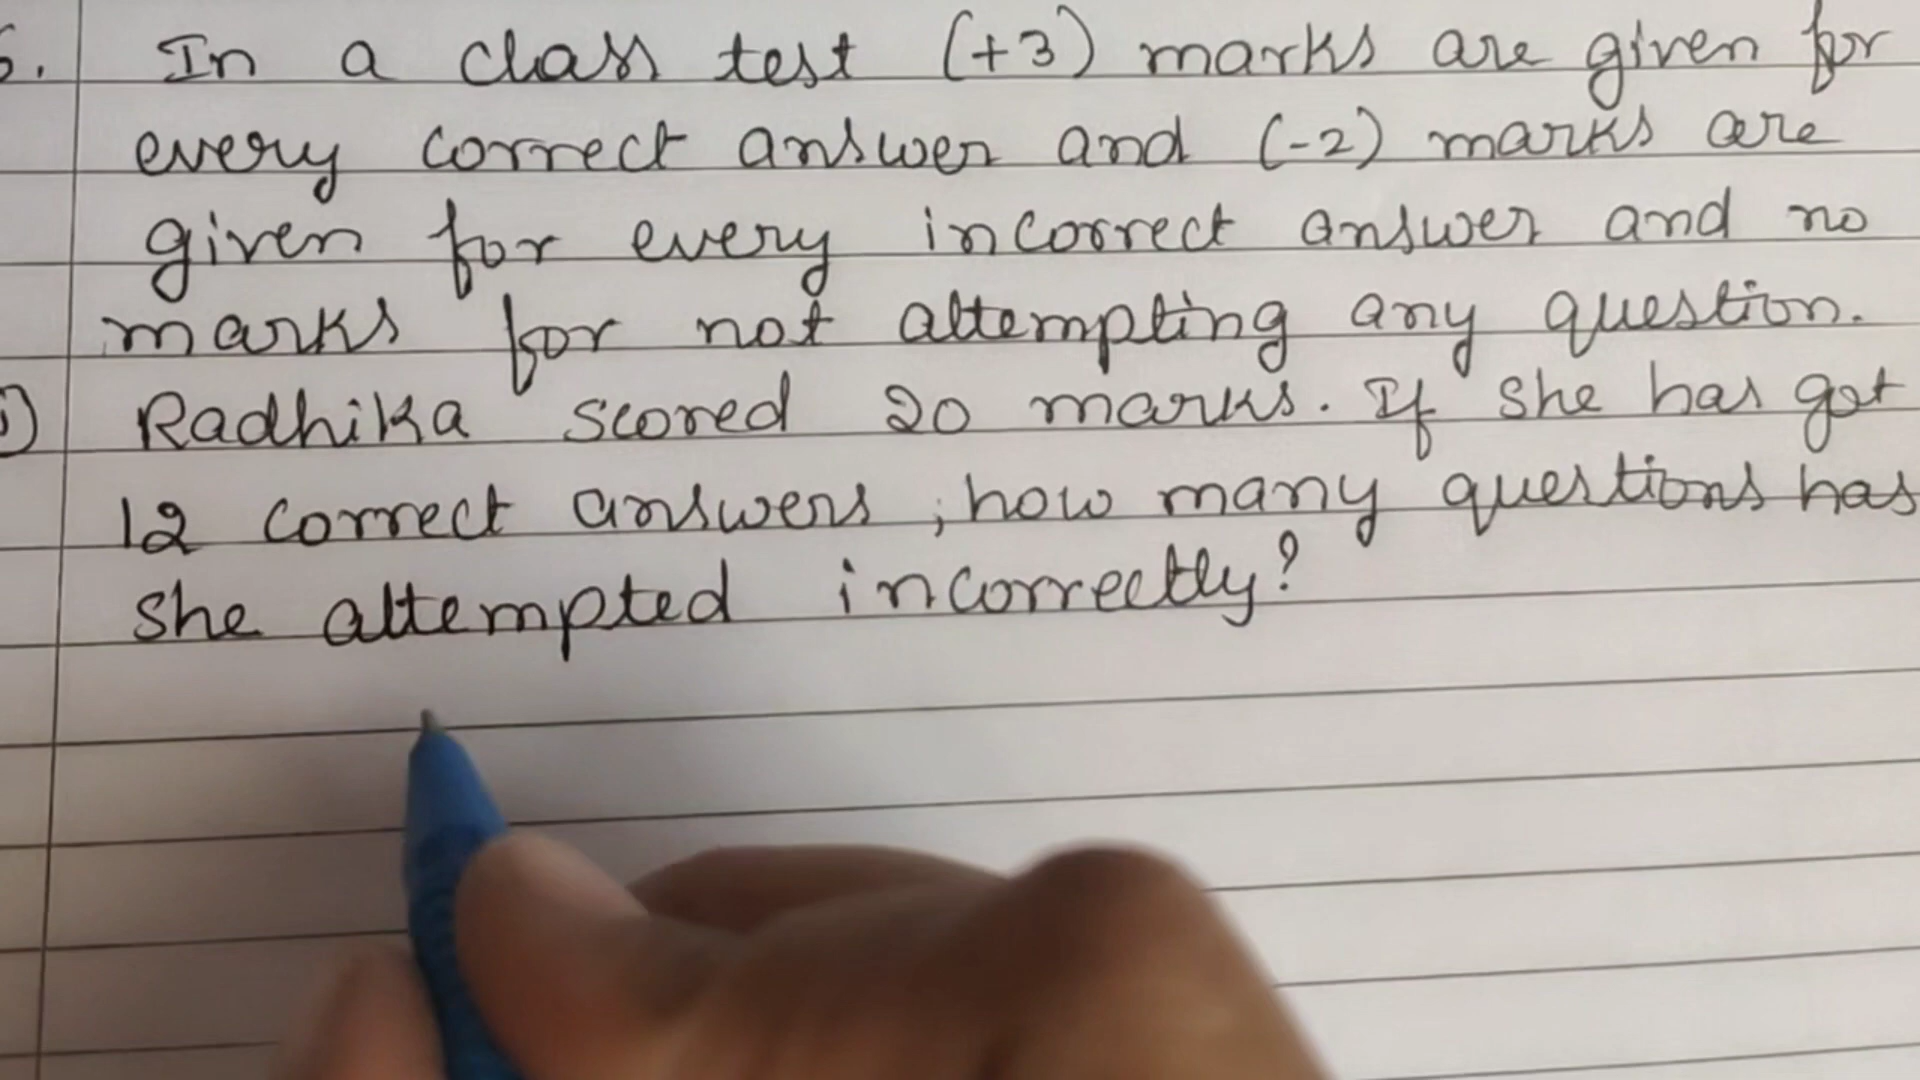 6. In a class test (+3) marks are given for
every correct answer and (-2) marks are
given for every incorrect answer and no
marks for not attempting any question.
i) Radhika scored 20 marks. If she has got
12 correct answers, how many questions has
she attempted incorrectly?